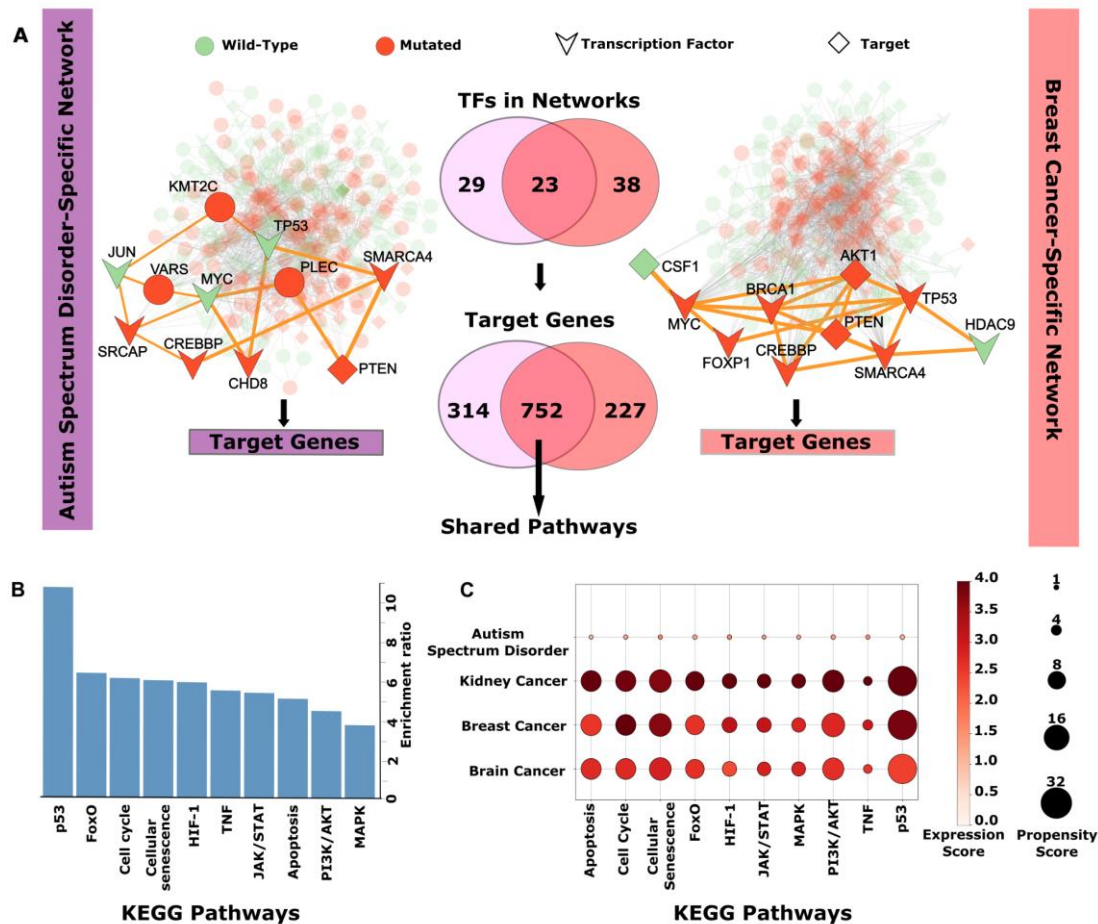 A
Wild-Type
Mutated
Transcription Factor
Target
Autism Spectrum Disorder-Specific Network
KMT2C
TP53
JUN
VARS
MYC
PLEC
SMARCA4
SRCAP
CREBBP
CHD8
PTEN
Target Genes
TFs in Networks
29
23
38
Target Genes
314
752
227
Shared Pathways
CSF1
AKT1
BRCA1
TP53
MYC
PTEN
HDAC9
FOXP1
CREBBP
SMARCA4
Target Genes
Breast Cancer-Specific Network
B
10
8
6
4
2
0
Enrichment ratio
p53
FoxO
Cell cycle
Cellular
senescence
HIF-1
TNF
JAK/STAT
Apoptosis
PI3K/AKT
MAPK
KEGG Pathways
C
Autism
Spectrum Disorder
Kidney Cancer
Breast Cancer
Brain Cancer
Apoptosis
Cell Cycle
Cellular
Senescence
FoxO
HIF-1
JAK/STAT
MAPK
PI3K/AKT
TNF
p53
KEGG Pathways
4.0
3.5
3.0
2.5
2.0
1.5
1.0
0.5
0.0
Expression
Score
1
4
8
16
32
Propensity
Score